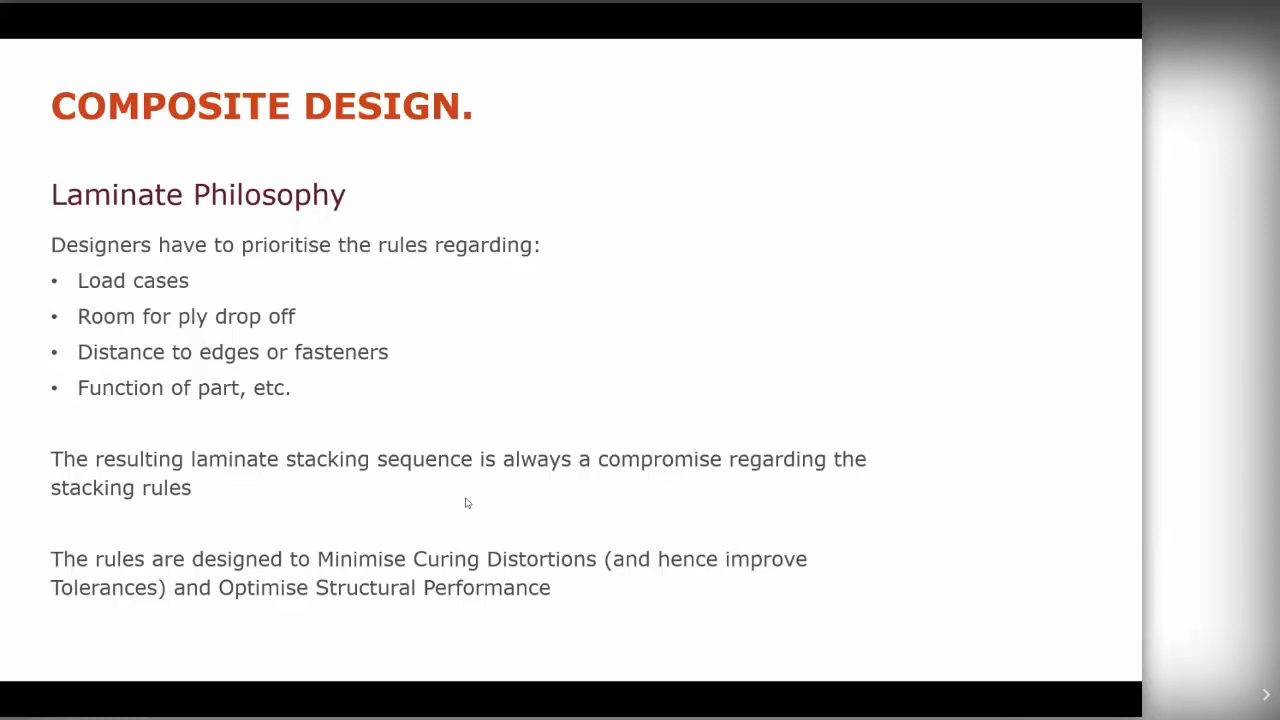 COMPOSITE DESIGN.
Laminate Philosophy
Designers have to prioritise the rules regarding:
• Load cases
• Room for ply drop off
• Distance to edges or fasteners
• Function of part, etc.
The resulting laminate stacking sequence is always a compromise regarding the
stacking rules
The rules are designed to Minimise Curing Distortions (and hence improve
Tolerances) and Optimise Structural Performance